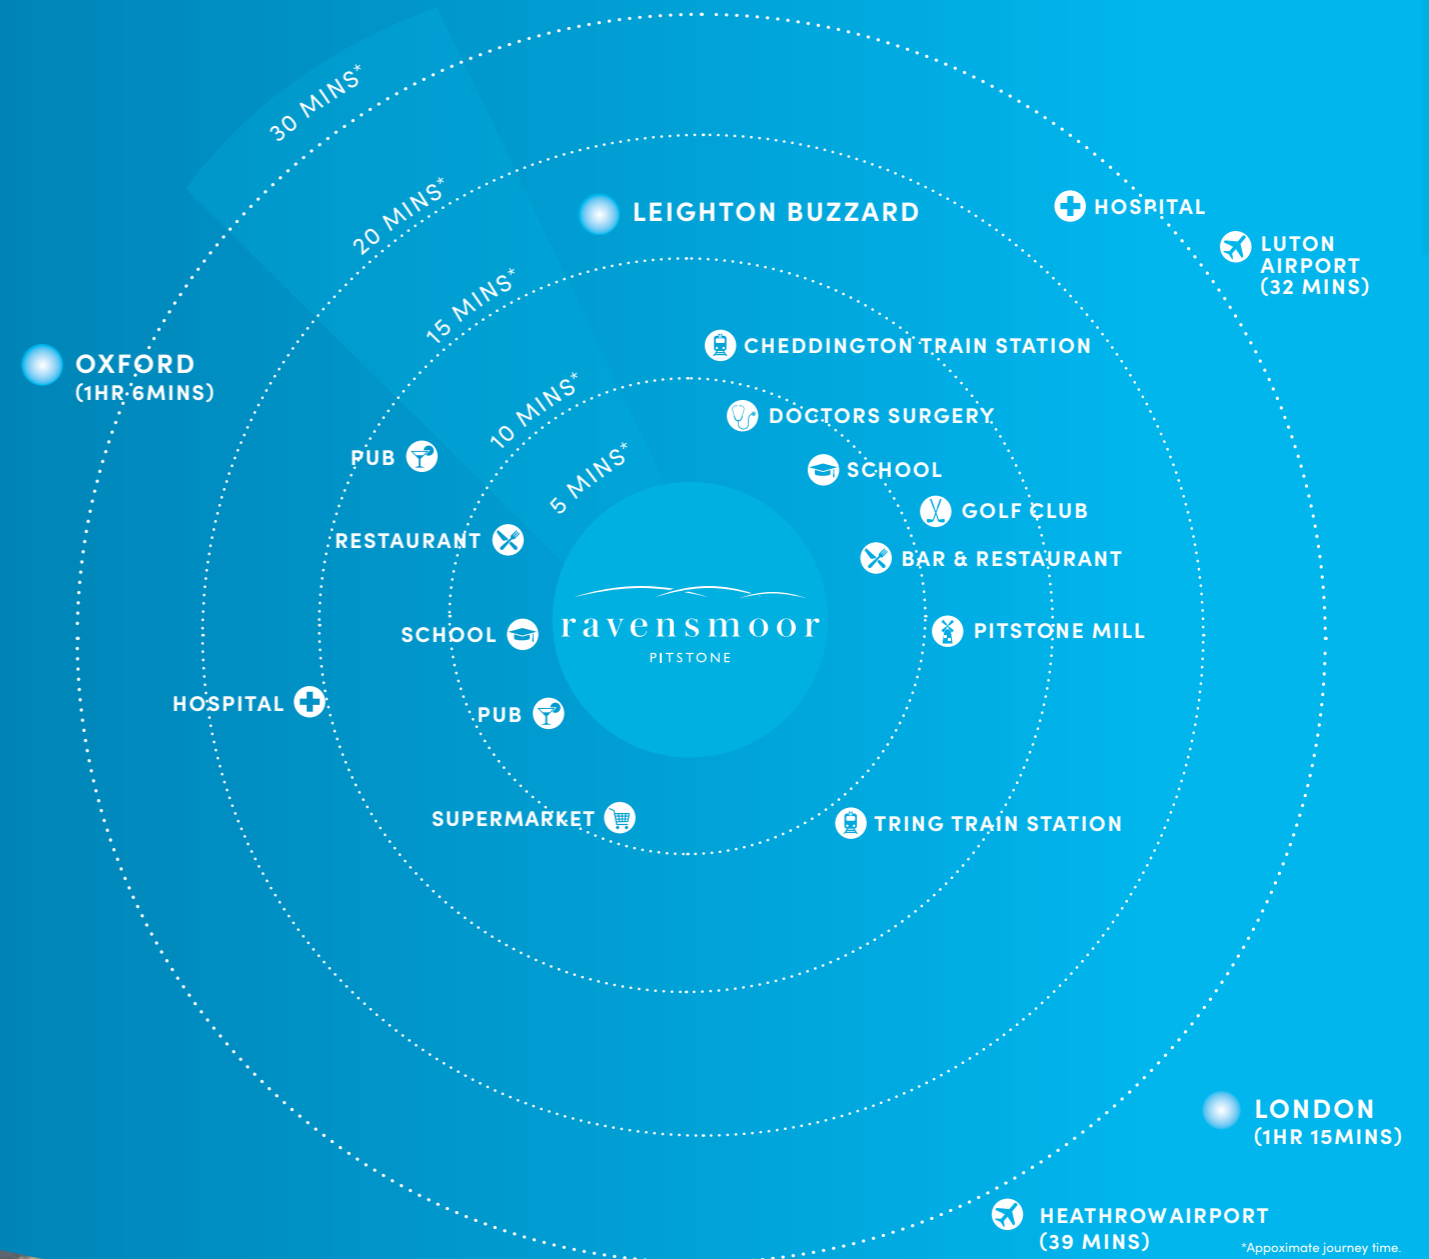 30 MINS*
20 MINS*
15 MINS*
10 MINS*
5 MINS*
LEIGHTON BUZZARD
HOSPITAL
LUTON
AIRPORT
(32 MINS)
OXFORD
(1HR 6MINS)
CHEDDINGTON TRAIN STATION
DOCTORS SURGERY
PUB
SCHOOL
GOLF CLUB
RESTAURANT
BAR & RESTAURANT
ravensmoor
PITSTONE
SCHOOL
PITSTONE MILL
HOSPITAL
PUB
SUPERMARKET
TRING TRAIN STATION
LONDON
(1HR 15MINS)
HEATHROW AIRPORT
(39 MINS)
*Appoximate journey time.